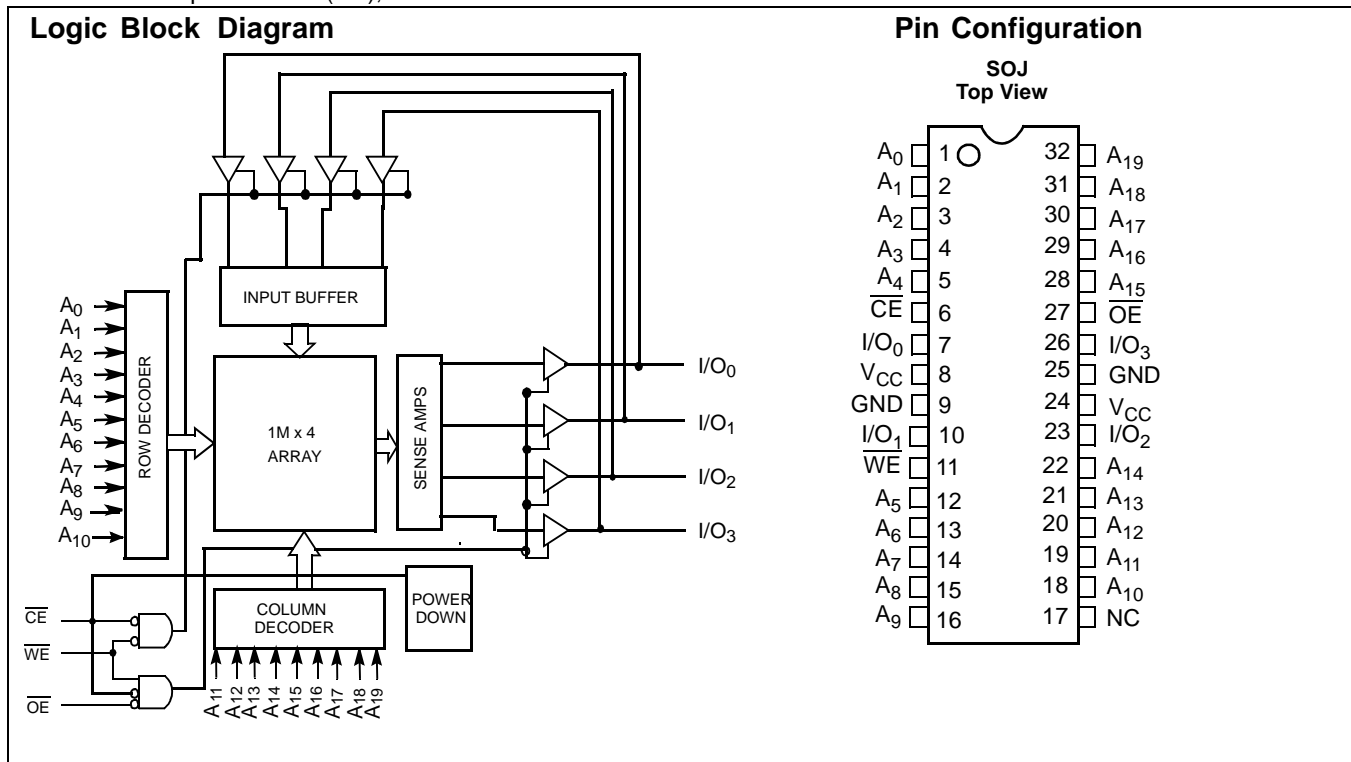 Logic Block Diagram
INPUT BUFFER
A0
A1
A2
A3
A4
A5
A6
A7
A8
A9
A10
ROW DECODER
1M x 4
ARRAY
SENSE AMPS
I/O0
I/O1
I/O2
I/O3
COLUMN
DECODER
POWER
DOWN
CE
WE
OE
A11
A12
A13
A14
A15
A16
A17
A18
A19
Pin Configuration
SOJ
Top View
A0 1 32 A19
A1 2 31 A18
A2 3 30 A17
A3 4 29 A16
A4 5 28 A15
CE 6 27 OE
I/O0 7 26 I/O3
VCC 8 25 GND
GND 9 24 VCC
I/O1 10 23 I/O2
WE 11 22 A14
A5 12 21 A13
A6 13 20 A12
A7 14 19 A11
A8 15 18 A10
A9 16 17 NC